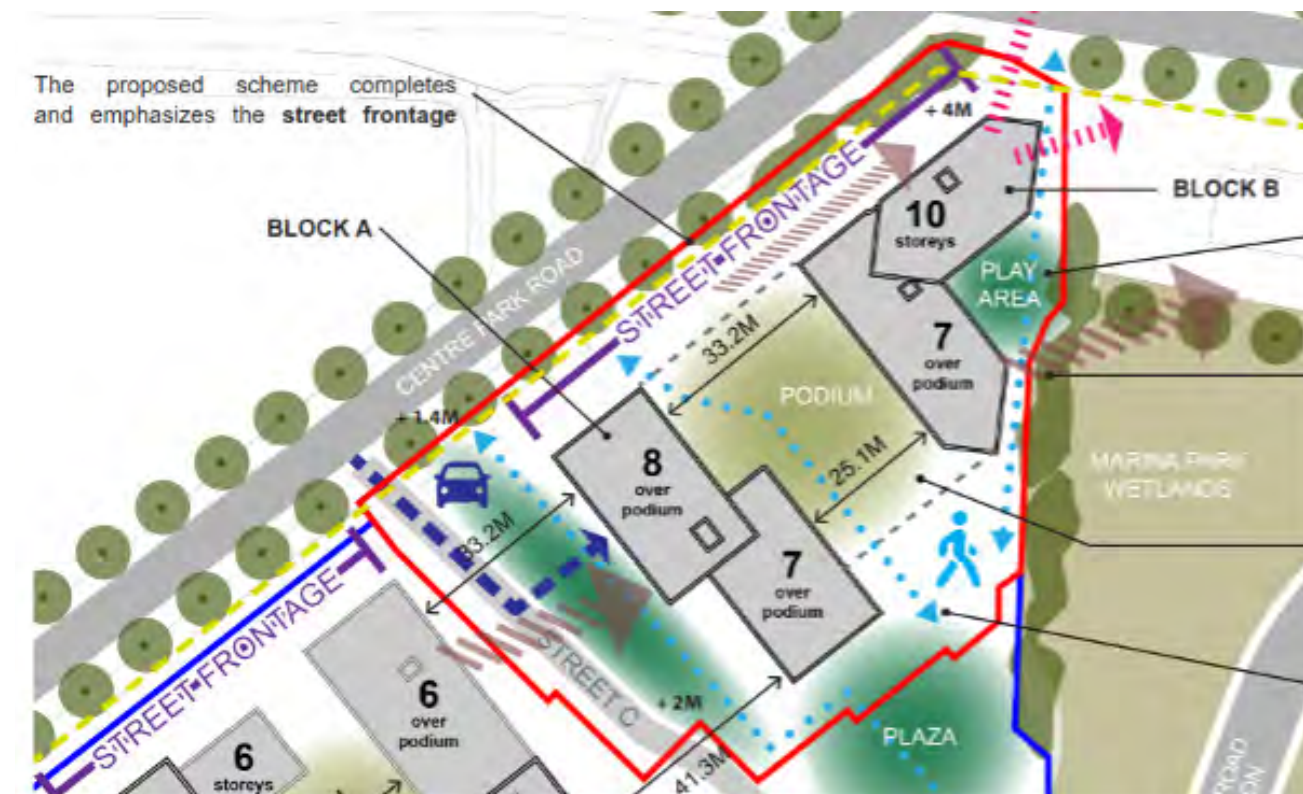 The proposed scheme completes
and emphasizes the street frontage
+ 4M
BLOCK B
10
storeys
BLOCK A
STREET FRONTAGE
PLAY
AREA
CENTRE PARK ROAD
33.2M
7
over
podium
PODIUM
+ 1.4M
8
over
podium
25.1M
MARINA PARK
WETLANDS
33.2M
7
over
podium
STREET FRONTAGE
STREET C
6
over
podium
+ 2M
PLAZA
6
storeys
41.3M
ROAD